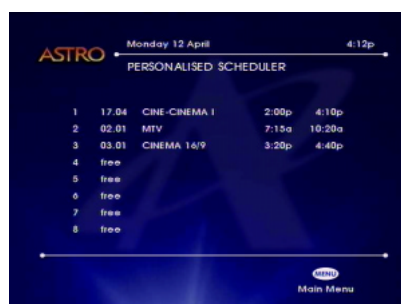 Monday 12 April 4:12p
ASTRO
PERSONALISED SCHEDULER
1 17.04 CINE-CINEMA I 2:00p 4:10p
2 02.01 MTV 7:15a 10:20a
3 03.01 CINEMA 16/9 3:20p 4:40p
4 free
5 free
6 free
7 free
8 free
MENU
Main Menu